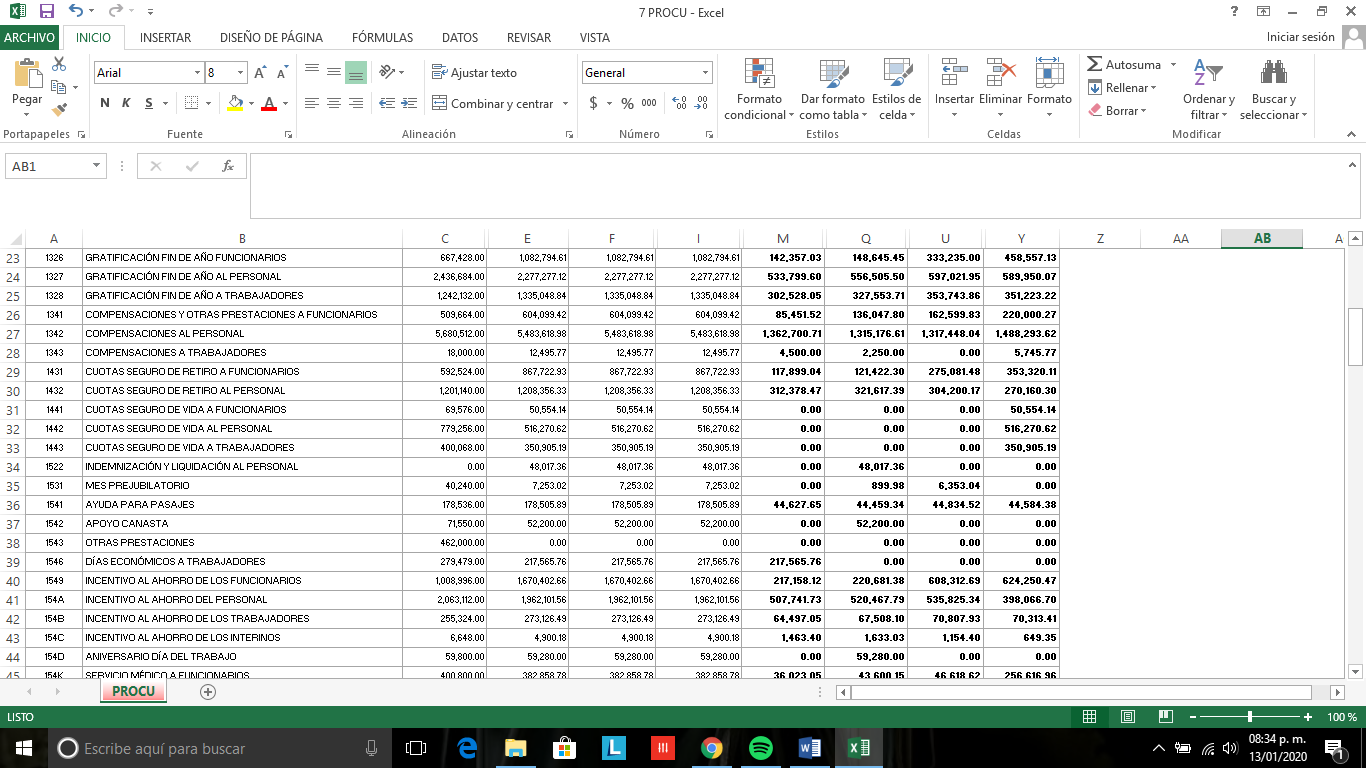 7 PROCU - Excel
ARCHIVO INICIO INSERTAR DISEÑO DE PÁGINA FÓRMULAS DATOS REVISAR VISTA Iniciar sesión
Arial 8 Ajustar texto General Autosuma
Pegar N K S Combinar y centrar $ % 000 Formato condicional Dar formato como tabla Estilos de celda Insertar Eliminar Formato Rellenar Borrar Ordenar y filtrar Buscar y seleccionar
Portapapeles Fuente Alineación Número Estilos Celdas Modificar
AB1 fx
A B C E F I M Q U Y Z AA AB A
23 1326 GRATIFICACIÓN FIN DE AÑO FUNCIONARIOS 667,428.00 1,082,794.61 1,082,794.61 1,082,794.61 142,357.03 148,645.45 333,235.00 458,557.13
24 1327 GRATIFICACIÓN FIN DE AÑO AL PERSONAL 2,436,684.00 2,277,277.12 2,277,277.12 2,277,277.12 533,799.60 556,505.50 597,021.95 589,950.07
25 1328 GRATIFICACIÓN FIN DE AÑO A TRABAJADORES 1,242,132.00 1,335,048.84 1,335,048.84 1,335,048.84 302,528.05 327,553.71 353,743.86 351,223.22
26 1341 COMPENSACIONES Y OTRAS PRESTACIONES A FUNCIONARIOS 509,664.00 604,099.42 604,099.42 604,099.42 85,451.52 136,047.80 162,599.83 220,000.27
27 1342 COMPENSACIONES AL PERSONAL 5,680,512.00 5,483,618.98 5,483,618.98 5,483,618.98 1,362,700.71 1,315,176.61 1,317,448.04 1,488,293.62
28 1343 COMPENSACIONES A TRABAJADORES 18,000.00 12,495.77 12,495.77 12,495.77 4,500.00 2,250.00 0.00 5,745.77
29 1431 CUOTAS SEGURO DE RETIRO A FUNCIONARIOS 592,524.00 867,722.93 867,722.93 867,722.93 117,899.04 121,422.30 275,081.48 353,320.11
30 1432 CUOTAS SEGURO DE RETIRO AL PERSONAL 1,201,140.00 1,208,356.33 1,208,356.33 1,208,356.33 312,378.47 321,617.39 304,200.17 270,160.30
31 1441 CUOTAS SEGURO DE VIDA A FUNCIONARIOS 69,576.00 50,554.14 50,554.14 50,554.14 0.00 0.00 0.00 50,554.14
32 1442 CUOTAS SEGURO DE VIDA AL PERSONAL 779,256.00 516,270.62 516,270.62 516,270.62 0.00 0.00 0.00 516,270.62
33 1443 CUOTAS SEGURO DE VIDA A TRABAJADORES 400,068.00 350,905.19 350,905.19 350,905.19 0.00 0.00 0.00 350,905.19
34 1522 INDEMNIZACIÓN Y LIQUIDACIÓN AL PERSONAL 0.00 48,017.36 48,017.36 48,017.36 0.00 48,017.36 0.00 0.00
35 1531 MES PREJUBILATORIO 40,240.00 7,253.02 7,253.02 7,253.02 0.00 899.98 6,353.04 0.00
36 1541 AYUDA PARA PASAJES 178,536.00 178,505.89 178,505.89 178,505.89 44,627.65 44,459.34 44,834.52 44,584.38
37 1542 APOYO CANASTA 71,550.00 52,200.00 52,200.00 52,200.00 0.00 52,200.00 0.00 0.00
38 1543 OTRAS PRESTACIONES 462,000.00 0.00 0.00 0.00 0.00 0.00 0.00 0.00
39 1546 DÍAS ECONÓMICOS A TRABAJADORES 279,479.00 217,565.76 217,565.76 217,565.76 217,565.76 0.00 0.00 0.00
40 1549 INCENTIVO AL AHORRO DE LOS FUNCIONARIOS 1,008,996.00 1,670,402.66 1,670,402.66 1,670,402.66 217,158.12 220,681.38 608,312.69 624,250.47
41 154A INCENTIVO AL AHORRO DEL PERSONAL 2,063,112.00 1,962,101.56 1,962,101.56 1,962,101.56 507,741.73 520,467.79 535,825.34 398,066.70
42 154B INCENTIVO AL AHORRO DE LOS TRABAJADORES 255,324.00 273,126.49 273,126.49 273,126.49 64,497.05 67,508.10 70,807.93 70,313.41
43 154C INCENTIVO AL AHORRO DE LOS INTERINOS 6,648.00 4,900.18 4,900.18 4,900.18 1,463.40 1,633.03 1,154.40 649.35
44 154D ANIVERSARIO DÍA DEL TRABAJO 59,800.00 59,280.00 59,280.00 59,280.00 0.00 59,280.00 0.00 0.00
45 154K SERVICIO MÉDICO A FUNCIONARIOS 400,800.00 382,858.78 382,858.78 382,858.78 36,023.05 43,600.15 46,618.62 256,616.96
PROCU
LISTO 100 %
Escribe aquí para buscar
08:34 p. m.
13/01/2020